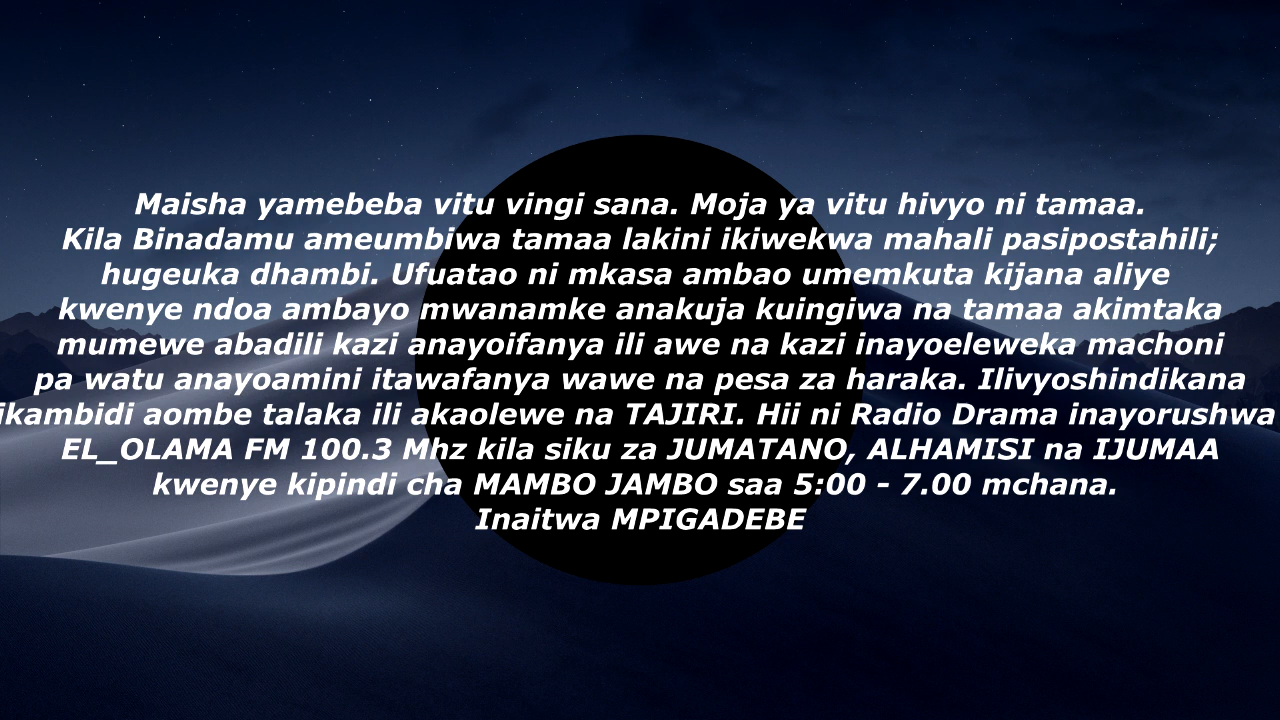 Maisha yamebeba vitu vingi sana. Moja ya vitu hivyo ni tamaa.
Kila Binadamu ameumbiwa tamaa lakini ikiwekwa mahali pasipostahili;
hugeuka dhambi. Ufuatao ni mkasa ambao umemkuta kijana aliye
kwenye ndoa ambayo mwanamke anakuja kuingiwa na tamaa akimtaka
mumewe abadili kazi anayoifanya ili awe na kazi inayoeleweka machoni
pa watu anayoamini itawafanya wawe na pesa za haraka. Ilivyoshindikana
ikambidi aombe talaka ili akaolewe na TAJIRI. Hii ni Radio Drama inayorushwa
EL_OLAMA FM 100.3 Mhz kila siku za JUMATANO, ALHAMISI na IJUMAA
kwenye kipindi cha MAMBO JAMBO saa 5:00 - 7.00 mchana.
Inaitwa MPIGADEBE